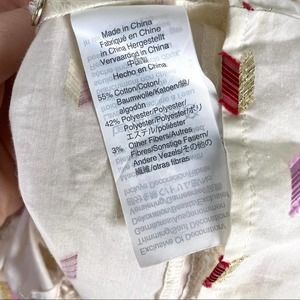 Made in China
Fabriqué en Chine
in China Hergestellt
Vervaardigd in China
中国製
Hecho en China
55% Cotton/Coton/
Baumwolle/Katoen/綿/
algodón
42% Polyester/Polyester/
Polyester/Polyester/ポリ
エステル/poliéster
3% Other Fibers/Autres
Fibres/Sonstige Fasern/
Andere Vezels/その他の
繊維/otras fibras